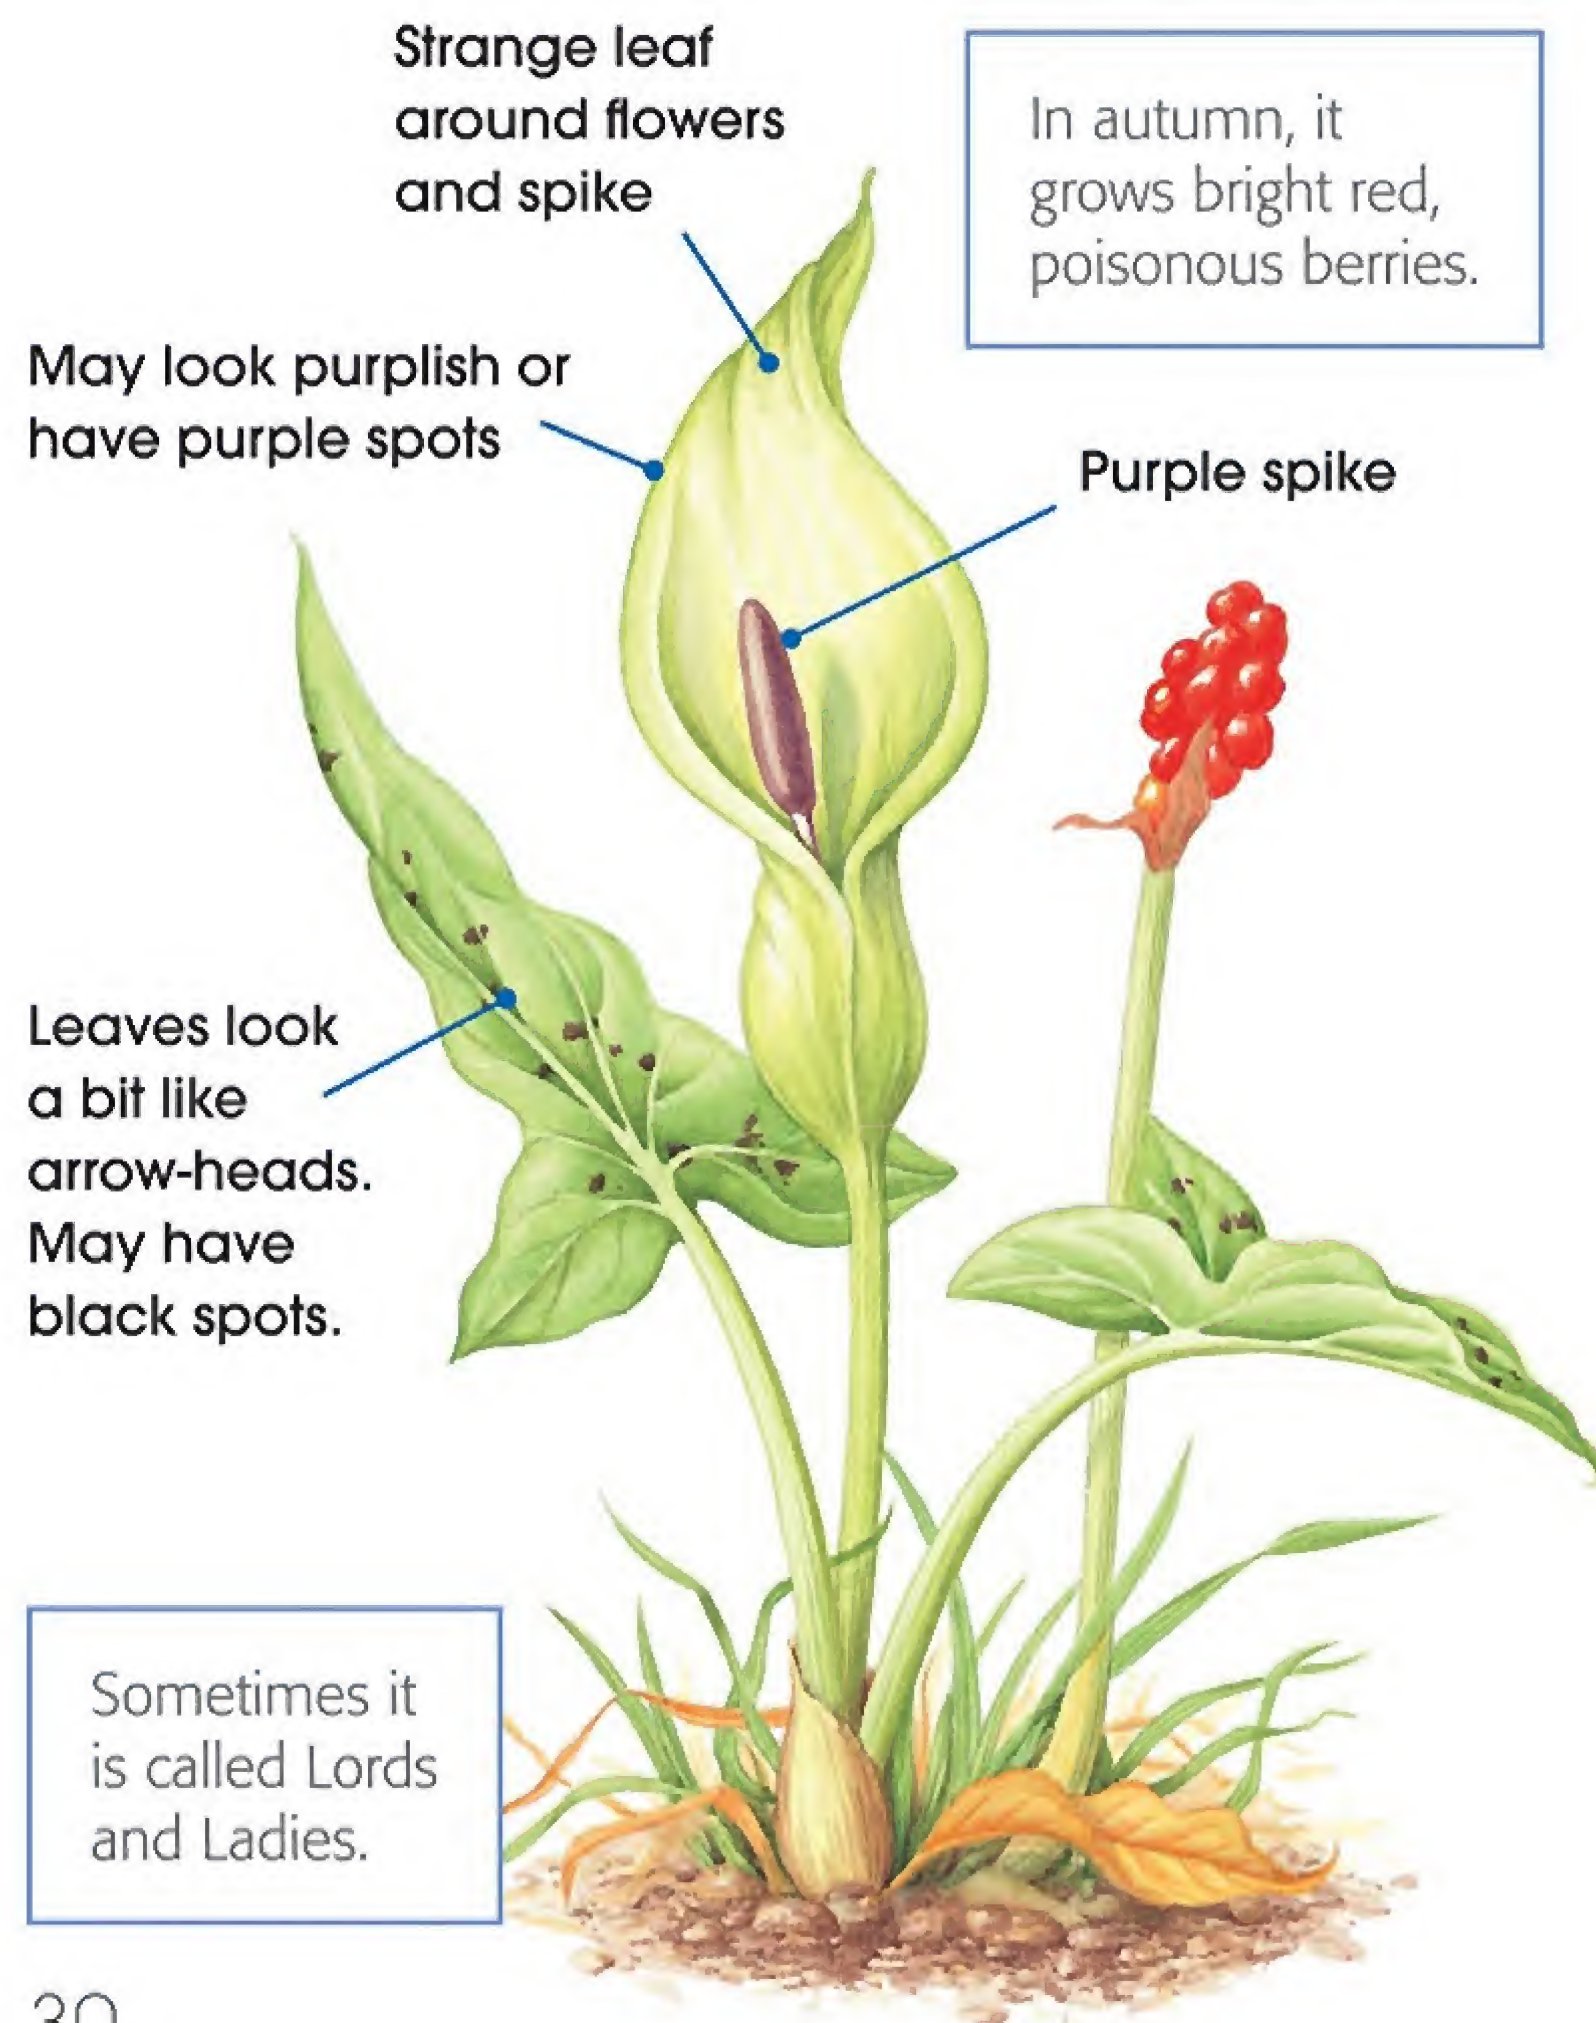 Strange leaf
around flowers
and spike
In autumn, it
grows bright red,
poisonous berries.
May look purplish or
have purple spots
Purple spike
Leaves look
a bit like
arrow-heads.
May have
black spots.
Sometimes it
is called Lords
and Ladies.